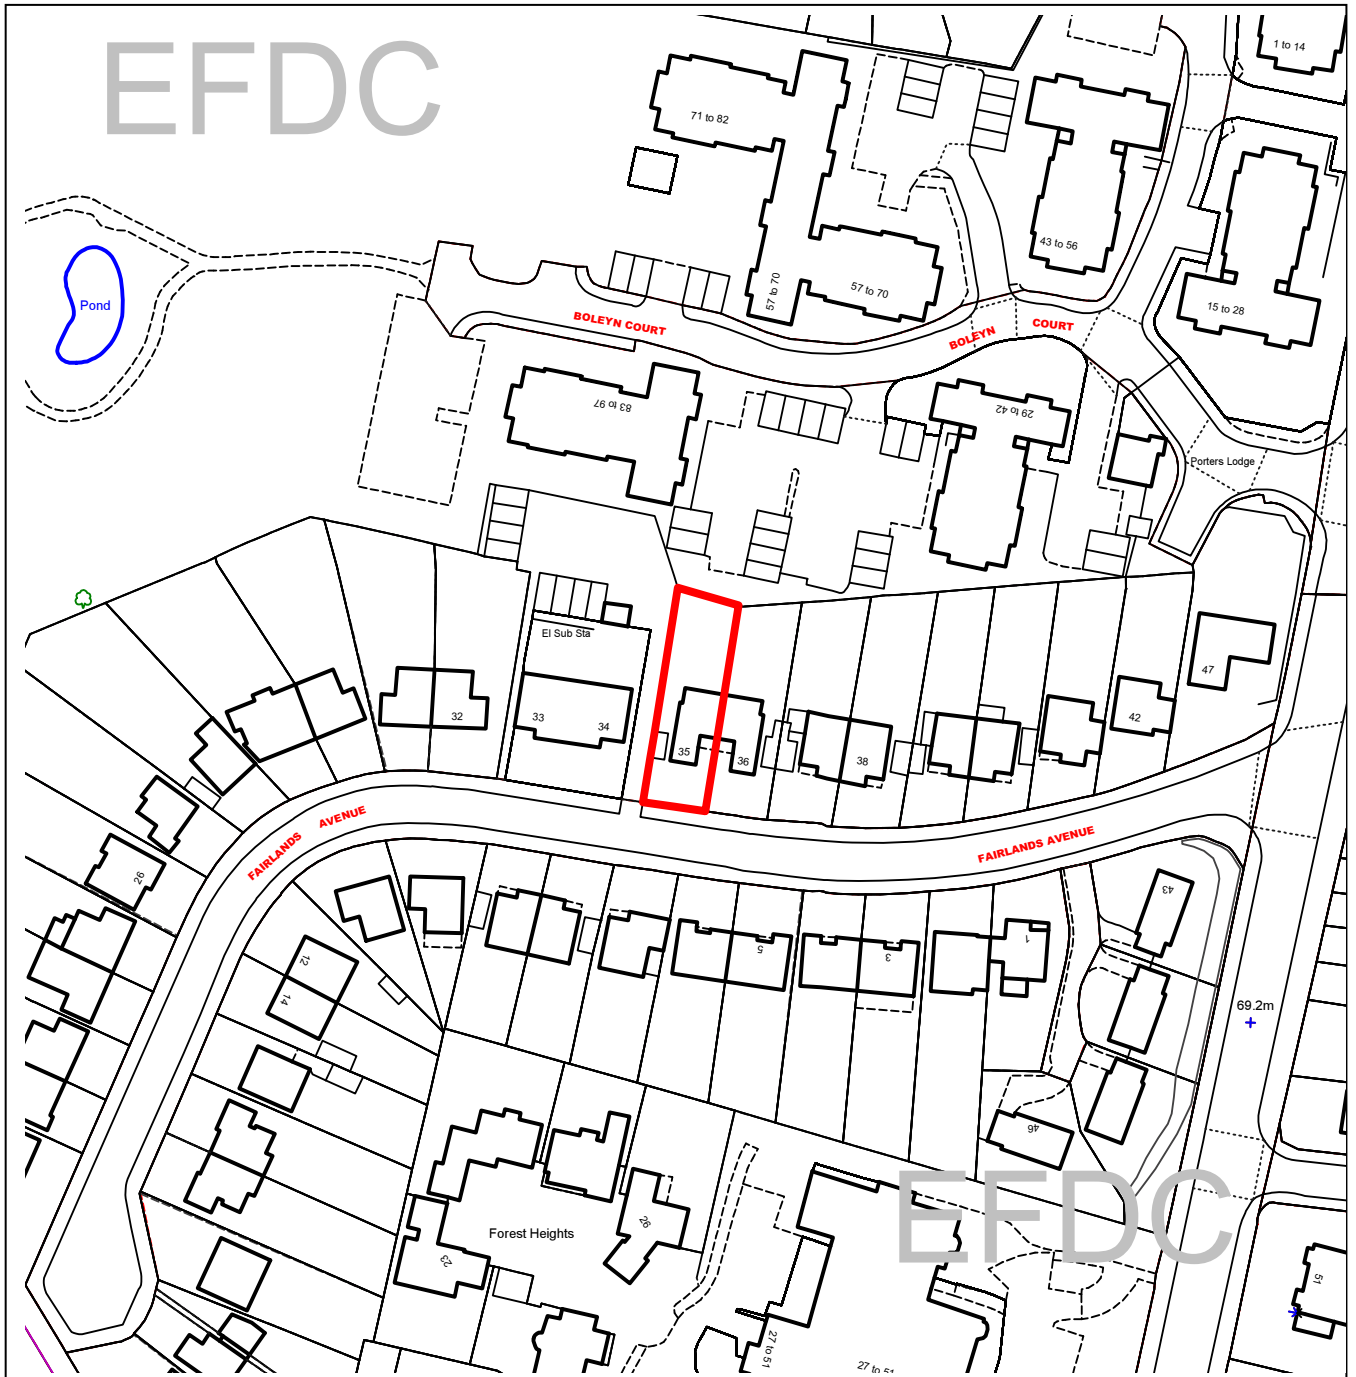 EFDC
1 to 14
71 to 82
43 to 56
57 to 70
57 to 70
15 to 28
Pond
BOLEYN COURT
BOLEYN COURT
83 to 97
29 to 42
Porters Lodge
El Sub Sta
33
34
32
35
36
38
42
47
FAIRLANDS AVENUE
FAIRLANDS AVENUE
26
12
14
5
3
1
43
69.2m
46
EFDC
Forest Heights
26
23
51
27 to 51
27 to 51